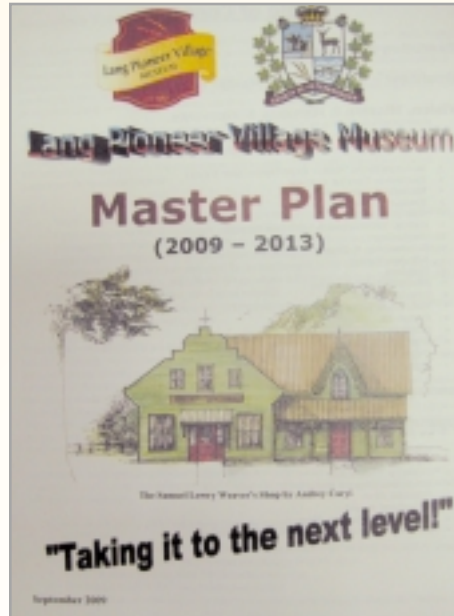 Lang Pioneer Village
MUSEUM
Lang Pioneer Village Museum
Master Plan
(2009 – 2013)
The Samuel Lowry Weaver's Shop by Audrey Caryi
"Taking it to the next level!"
September 2009